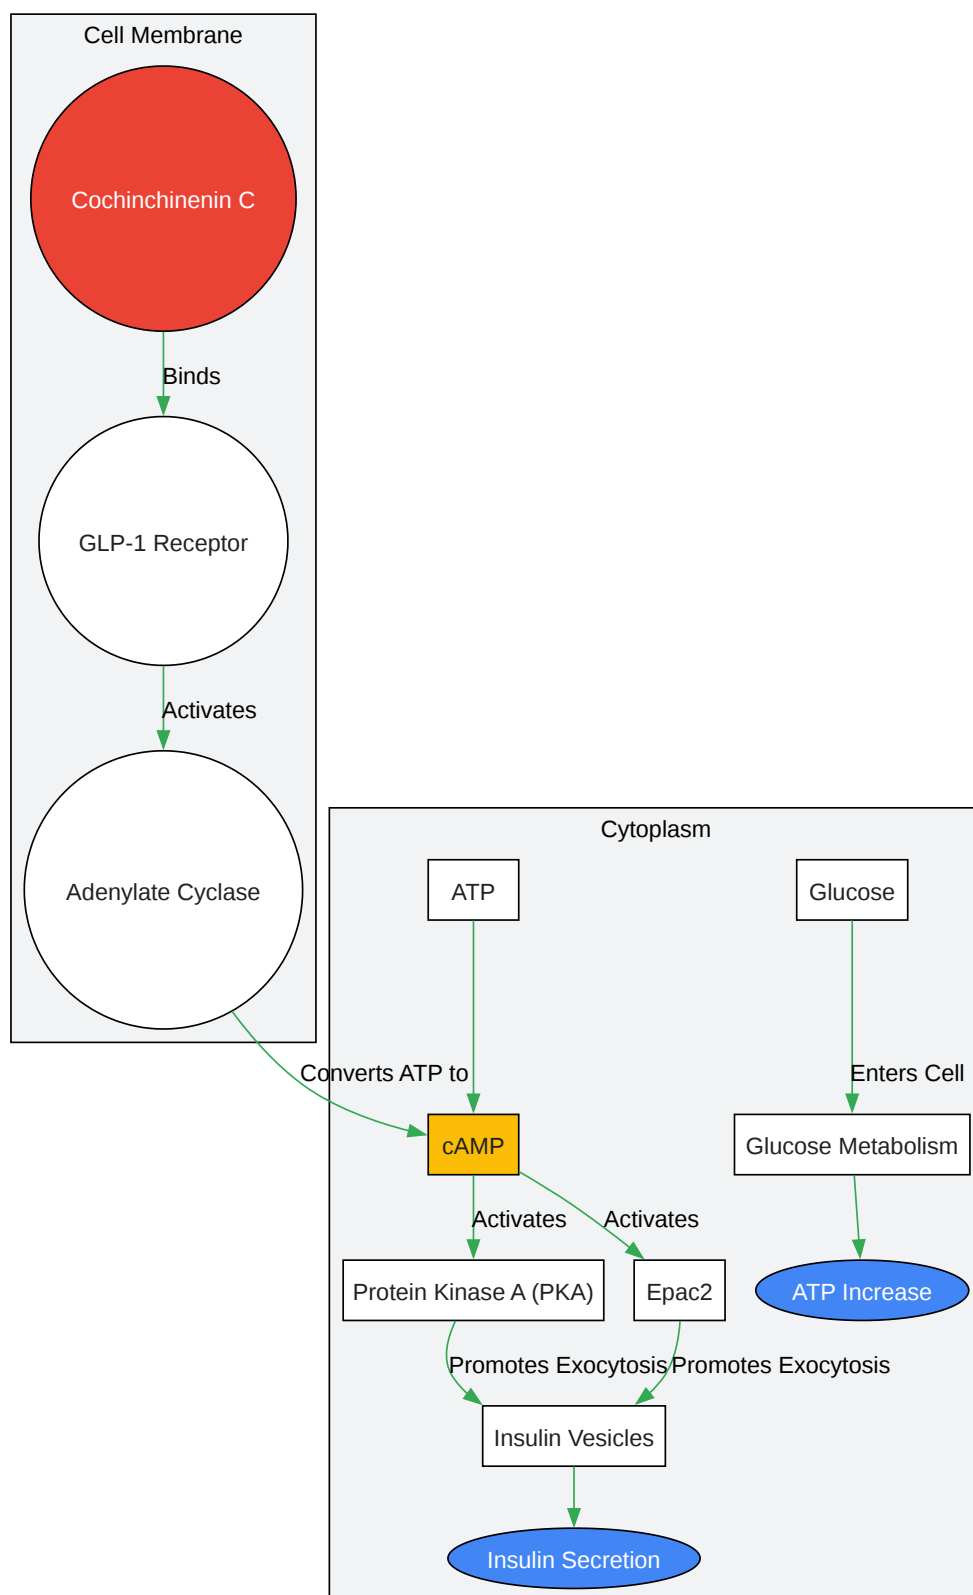 Cell Membrane
Cochinchinenin C
Binds
GLP-1 Receptor
Activates
Adenylate Cyclase
Cytoplasm
ATP
Glucose
Converts ATP to
Enters Cell
cAMP
Glucose Metabolism
Activates
Activates
Protein Kinase A (PKA)
Epac2
ATP Increase
Promotes Exocytosis
Promotes Exocytosis
Insulin Vesicles
Insulin Secretion